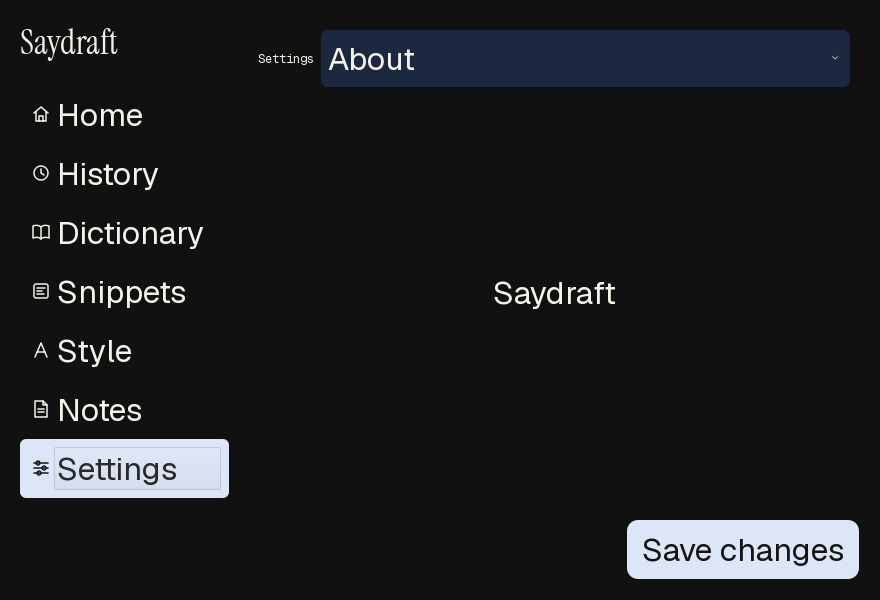 Saydraft
Settings
About
Home
History
Dictionary
Snippets
Saydraft
Style
Notes
Settings
Save changes